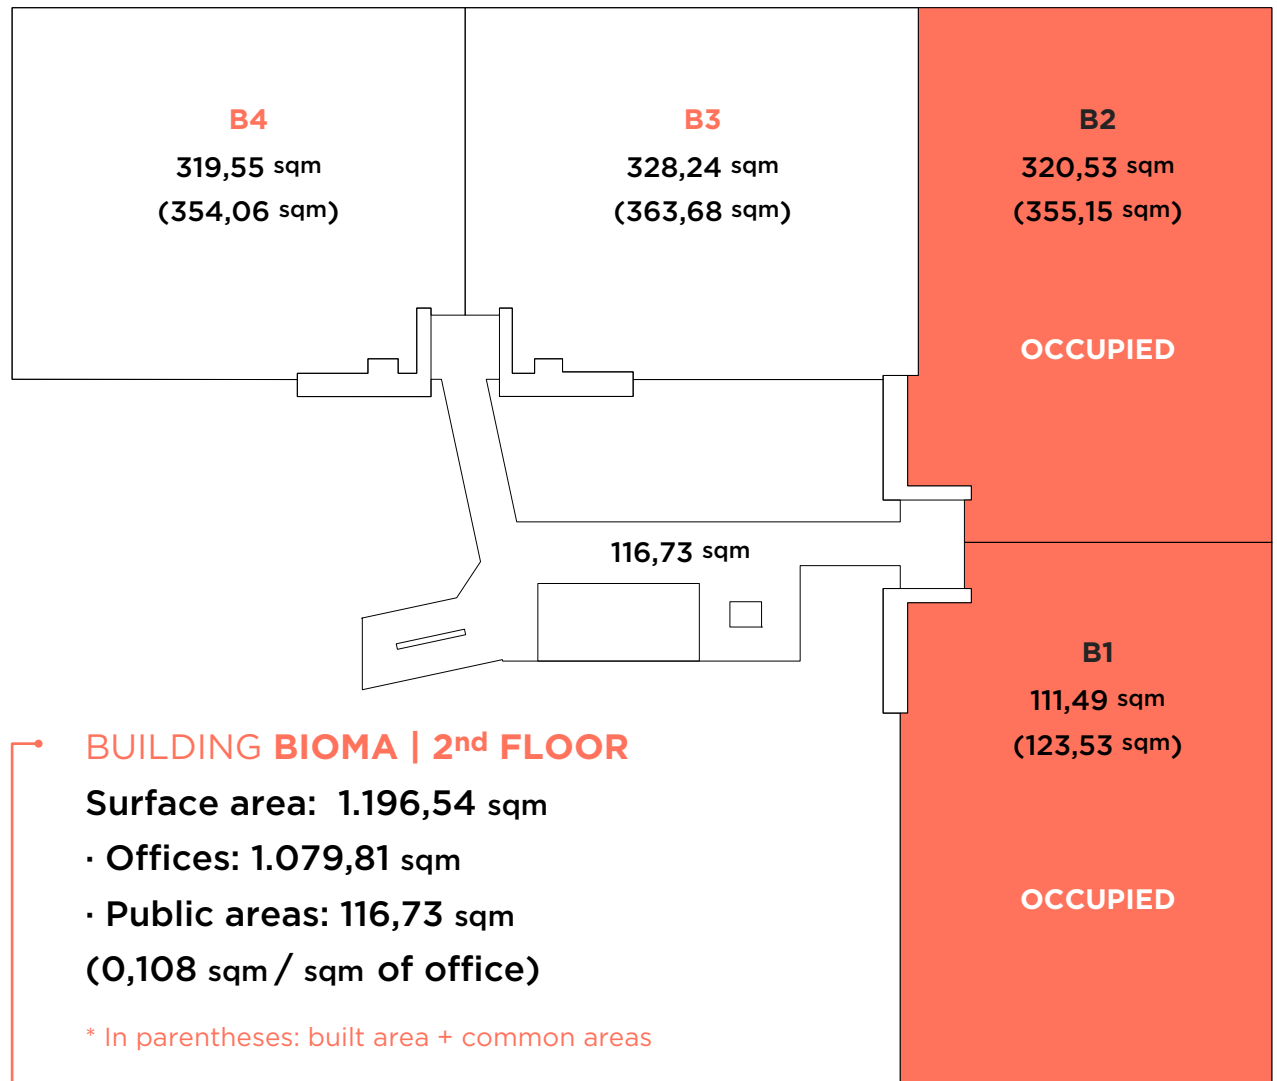 B4
319,55 sqm
(354,06 sqm)
B3
328,24 sqm
(363,68 sqm)
B2
320,53 sqm
(355,15 sqm)
OCCUPIED
116,73 sqm
B1
111,49 sqm
(123,53 sqm)
OCCUPIED
BUILDING BIOMA | 2nd FLOOR
Surface area: 1.196,54 sqm
· Offices: 1.079,81 sqm
· Public areas: 116,73 sqm
(0,108 sqm / sqm of office)
* In parentheses: built area + common areas